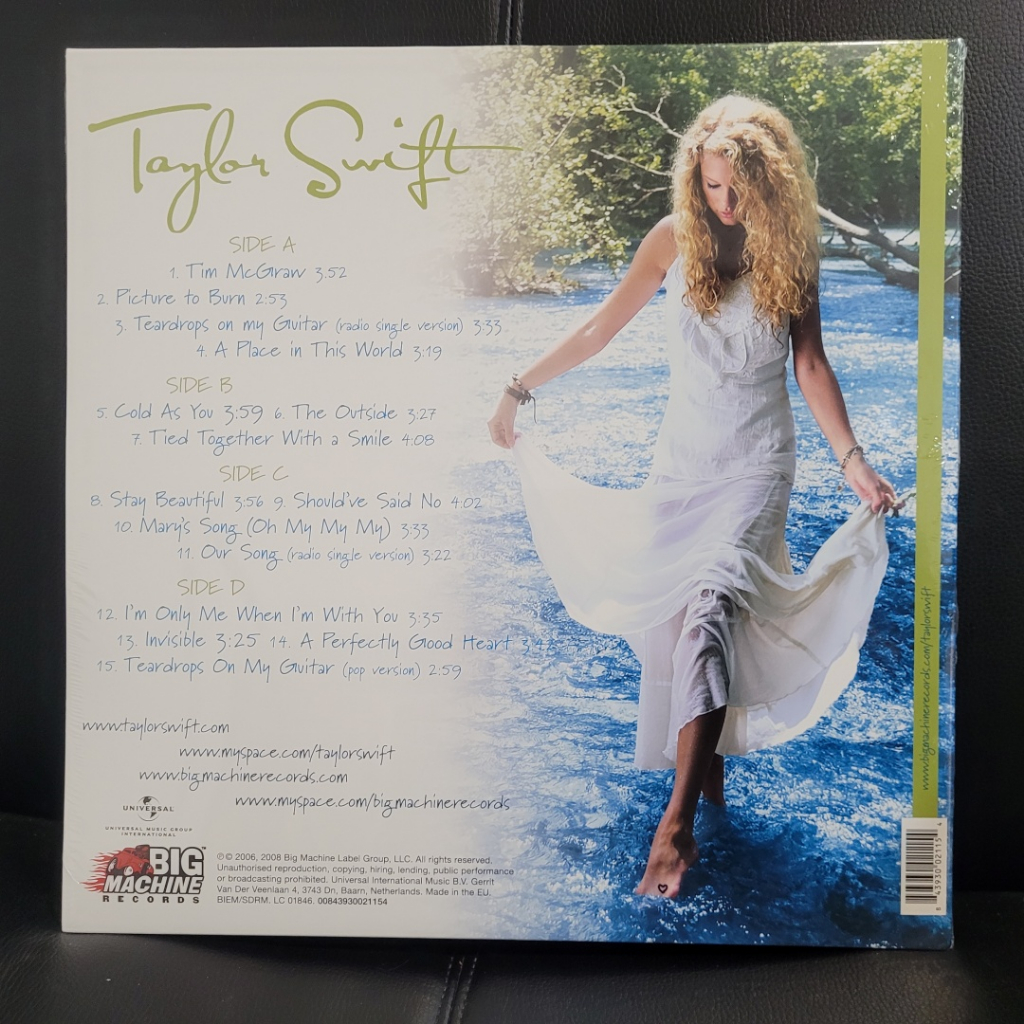 Taylor Swift
SIDE A
1. Tim McGraw 3:52
2. Picture to Burn 2:53
3. Teardrops on my Guitar (radio single version) 3:33
4. A Place in This World 3:19
SIDE B
5. Cold As You 3:59 6. The Outside 3:27
7. Tied Together With a Smile 4:08
SIDE C
8. Stay Beautiful 3:56 9. Should've Said No 4:02
10. Mary's Song (Oh My My My) 3:33
11. Our Song (radio single version) 3:22
SIDE D
12. I'm Only Me When I'm With You 3:35
13. Invisible 3:25 14. A Perfectly Good Heart
15. Teardrops On My Guitar (pop version) 2:59
www.taylorswift.com
www.myspace.com/taylorswift
www.bigmachinerecords.com
www.myspace.com/bigmachinerecords
UNIVERSAL
UNIVERSAL MUSIC GROUP
INTERNATIONAL
BIG
MACHINE
RECORDS
℗© 2006, 2008 Big Machine Label Group, LLC. All rights reserved.
Unauthorised reproduction, copying, hiring, lending, public performance
or broadcasting prohibited. Universal International Music B.V. Gerrit
Van Der Veenlaan 4, 3743 Dn, Baarn, Netherlands. Made in the EU.
BIEM/SDRM. LC 01846. 00843930021154
www.bigmachinerecords.com/taylorswift
8 43930 02115 4